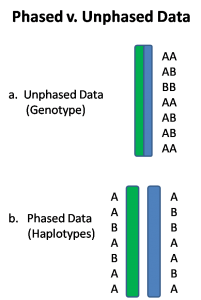 Phased v. Unphased Data
AA
AB
BB
AA
AB
AB
AA
a. Unphased Data
(Genotype)
b. Phased Data
(Haplotypes)
A A
A B
B B
A A
B A
A B
A A